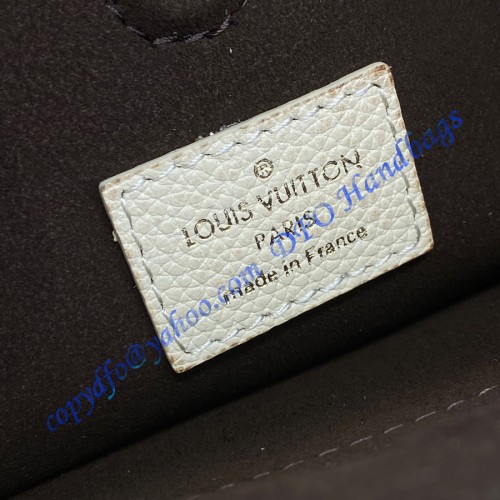 ®
LOUIS VUITTON
PARIS
made in France
copydfo@yahoo.com DFO Handbags